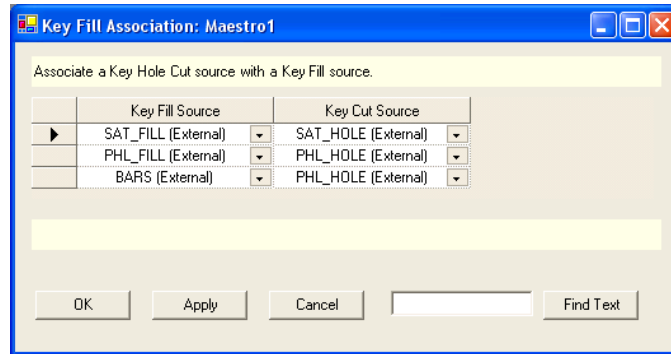 Key Fill Association: Maestro1
Associate a Key Hole Cut source with a Key Fill source.
Key Fill Source Key Cut Source
SAT_FILL (External) SAT_HOLE (External)
PHL_FILL (External) PHL_HOLE (External)
BARS (External) PHL_HOLE (External)
OK Apply Cancel Find Text